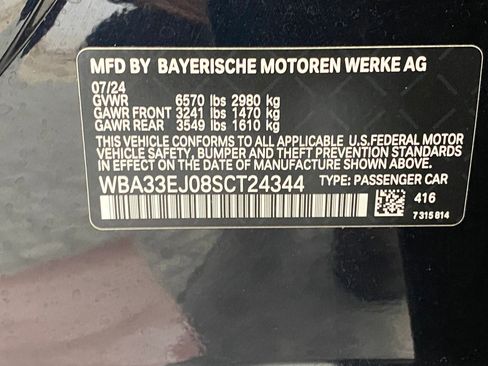 MFD BY BAYERISCHE MOTOREN WERKE AG
07/24
GVWR 6570 lbs 2980 kg
GAWR FRONT 3241 lbs 1470 kg
GAWR REAR 3549 lbs 1610 kg
THIS VEHICLE CONFORMS TO ALL APPLICABLE U.S.FEDERAL MOTOR
VEHICLE SAFETY, BUMPER AND THEFT PREVENTION STANDARDS
IN EFFECT ON THE DATE OF MANUFACTURE SHOWN ABOVE.
WBA33EJ08SCT24344 TYPE: PASSENGER CAR
416
7 315 814